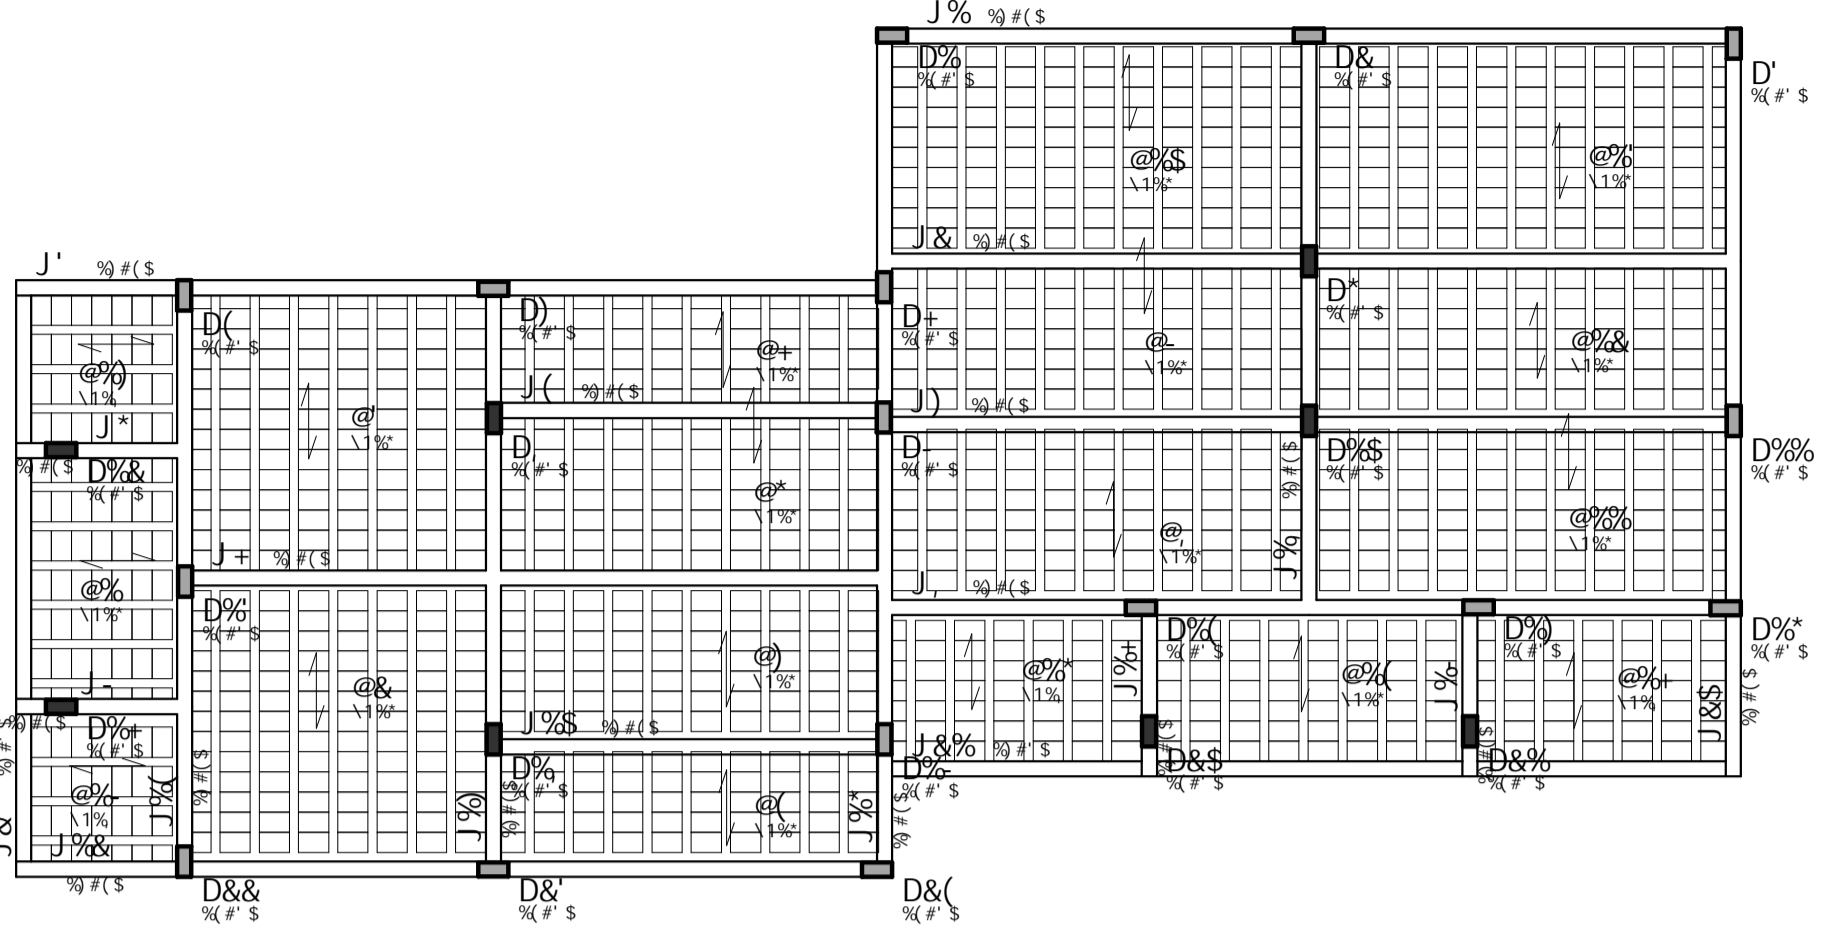 J % %) # ( $
D%
%( #' $
D&
%( #' $
D'
%( #' $
@%$
\ 1%*
@%'
\ 1%*
J & %) # ( $
J ' %) # ( $
D(
%( #' $
D)
%( #' $
D+
%( #' $
D*
%( #' $
@+
\ 1%*
@-
\ 1%*
@%&
\ 1%*
@%)
\ 1%,
J *
%) # ( $
J ( %) # ( $
J ) %) # ( $
@'
\ 1%*
D%&
%( #' $
D,
%( #' $
D-
%( #' $
D%$
%( #' $
D%%
%( #' $
@*
\ 1%*
@,
\ 1%*
@%%
\ 1%*
J %,
%) # ( $
J + %) # ( $
J , %) # ( $
@%
\ 1%*
D%'
%( #' $
D%(
%( #' $
D%)
%( #' $
D%*
%( #' $
@)
\ 1%*
@%*
\ 1%,
J %+
%) # ( $
@%(
\ 1%*
J %-
%) # ( $
@%+
\ 1%,
J &$
%) # ( $
J -
%) # ( $
@&
\ 1%*
D%+
%( #' $
J %$ %) # ( $
J &% %) #' $
D%,
%( #' $
D%-
%( #' $
D&$
%( #' $
D&%
%( #' $
@%-
\ 1%,
J %(
%) # ( $
J %)
%) # ( $
@(
\ 1%*
J %*
%) # ( $
J %&
%) # ( $
D&&
%( #' $
D&'
%( #' $
D&(
%( #' $